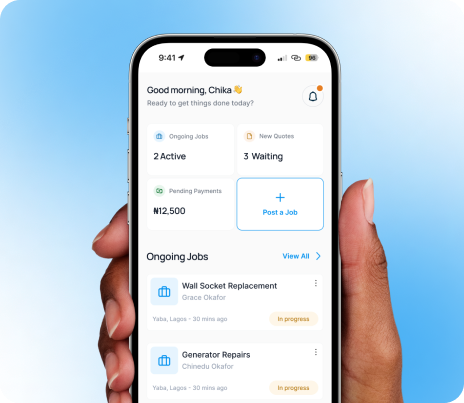 9:41
98
Good morning, Chika 👋
Ready to get things done today?
Ongoing Jobs
New Quotes
2 Active
3 Waiting
Pending Payments
₦12,500
Post a Job
Ongoing Jobs
View All
Wall Socket Replacement
Grace Okafor
Yaba, Lagos - 30 mins ago
In progress
Generator Repairs
Chinedu Okafor
Yaba, Lagos - 30 mins ago
In progress